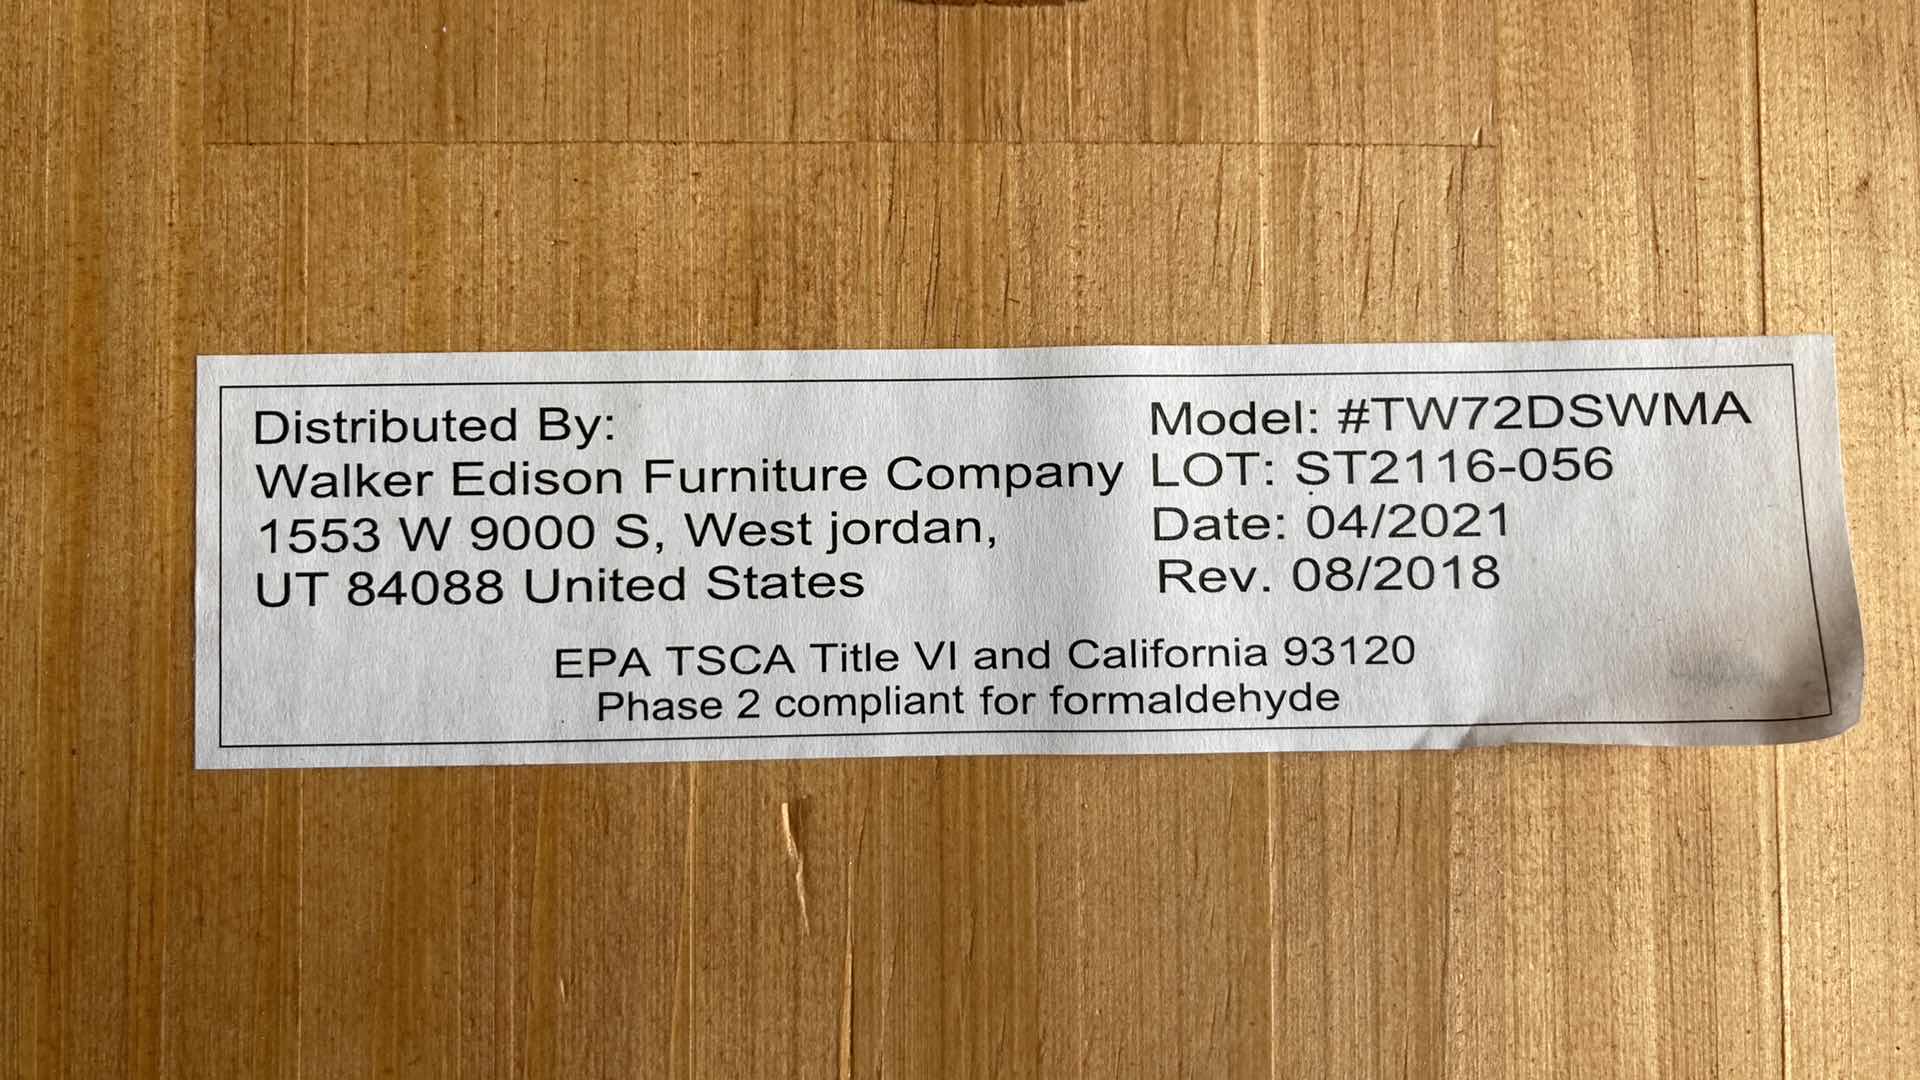 Distributed By:
Walker Edison Furniture Company
1553 W 9000 S, West jordan,
UT 84088 United States
Model: #TW72DSWMA
LOT: ST2116-056
Date: 04/2021
Rev. 08/2018
EPA TSCA Title VI and California 93120
Phase 2 compliant for formaldehyde